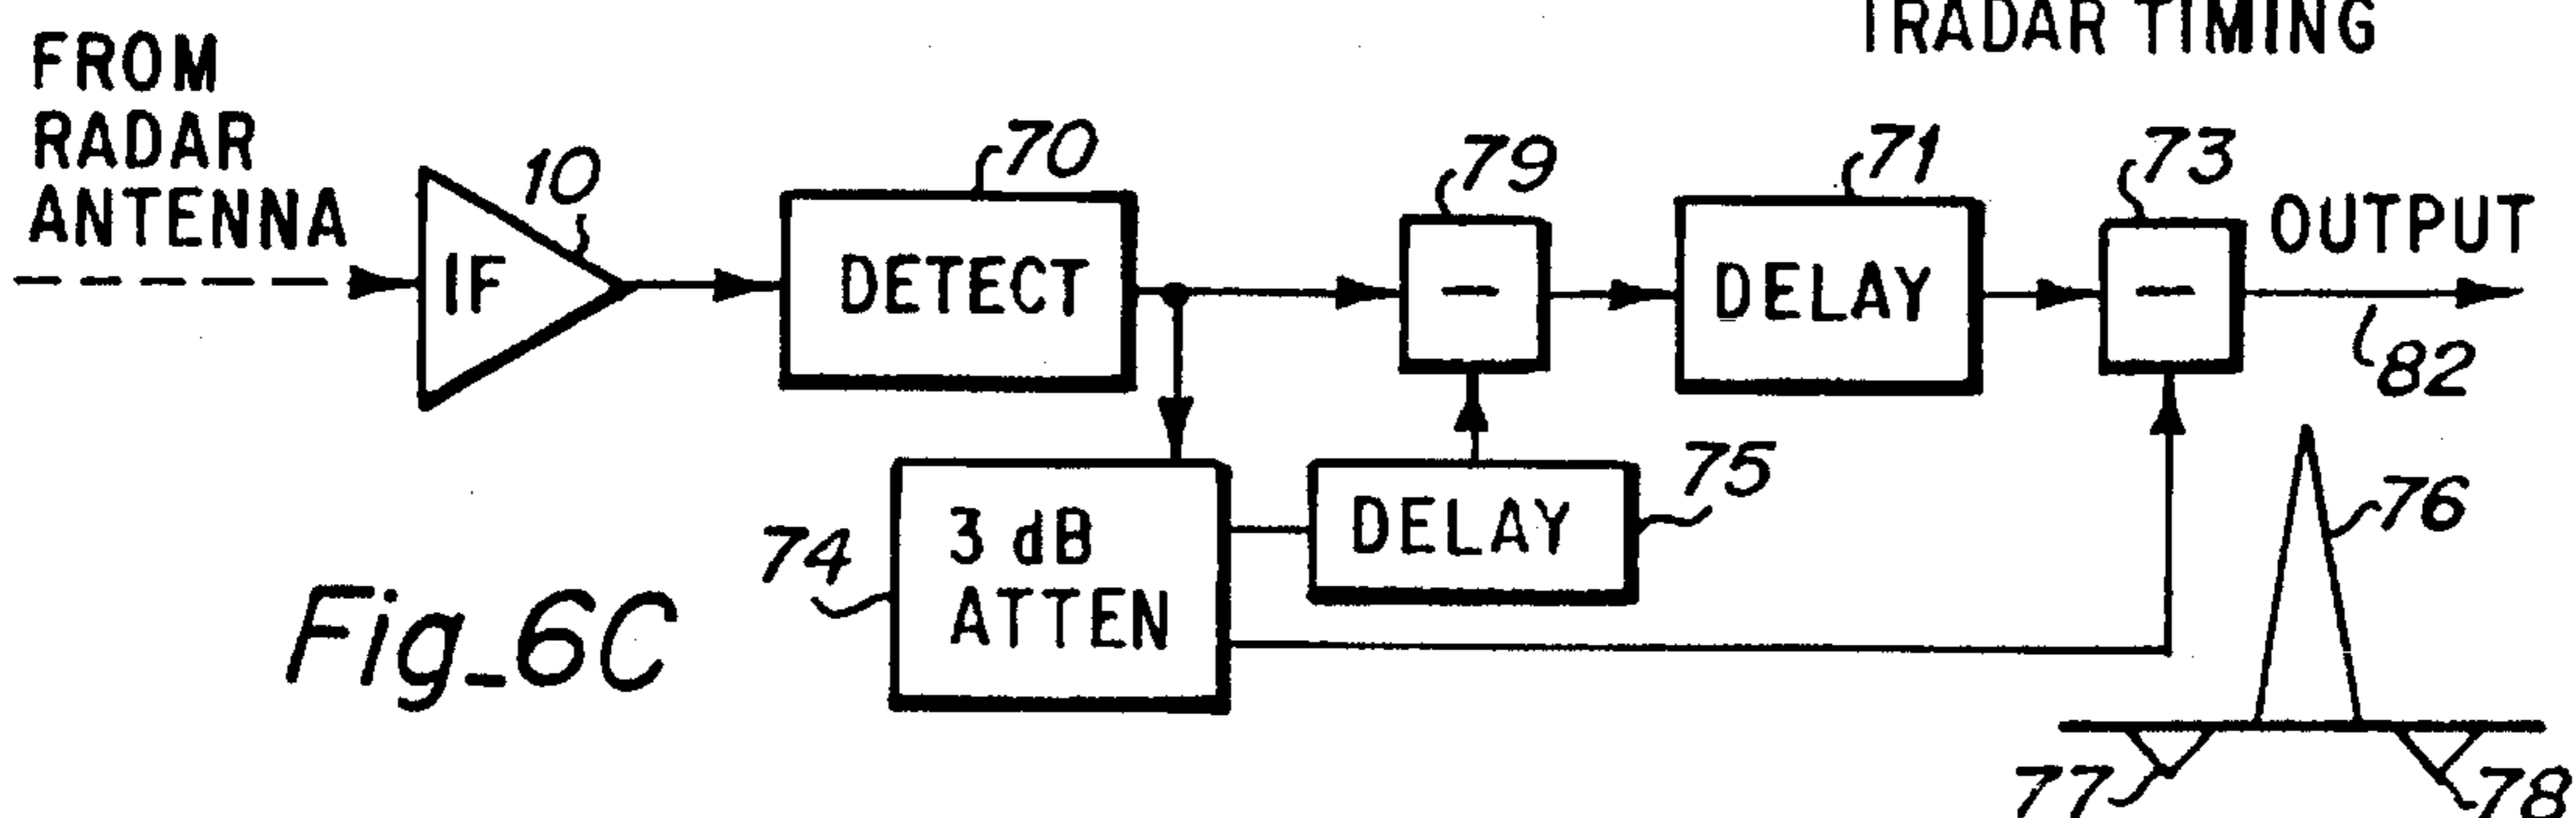 RADAR TIMING
FROM
RADAR
ANTENNA
10
IF
70
DETECT
79
−
71
DELAY
73
−
OUTPUT
82
74
3 dB
ATTEN
DELAY
75
76
77
78
Fig_6C